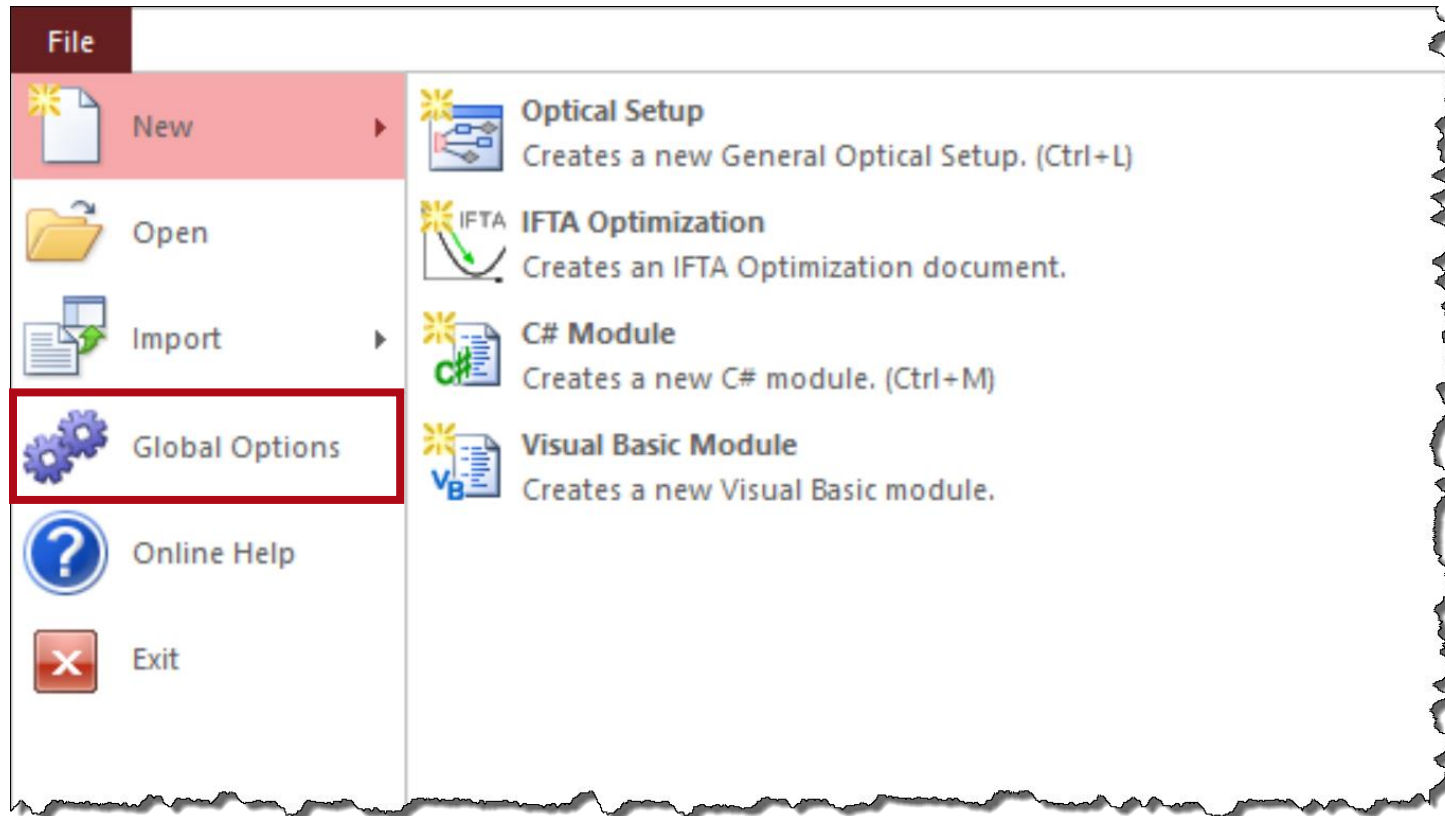 File
New
Open
Import
Global Options
Online Help
Exit
Optical Setup
Creates a new General Optical Setup. (Ctrl+L)
IFTA
IFTA Optimization
Creates an IFTA Optimization document.
C#
C# Module
Creates a new C# module. (Ctrl+M)
VB
Visual Basic Module
Creates a new Visual Basic module.